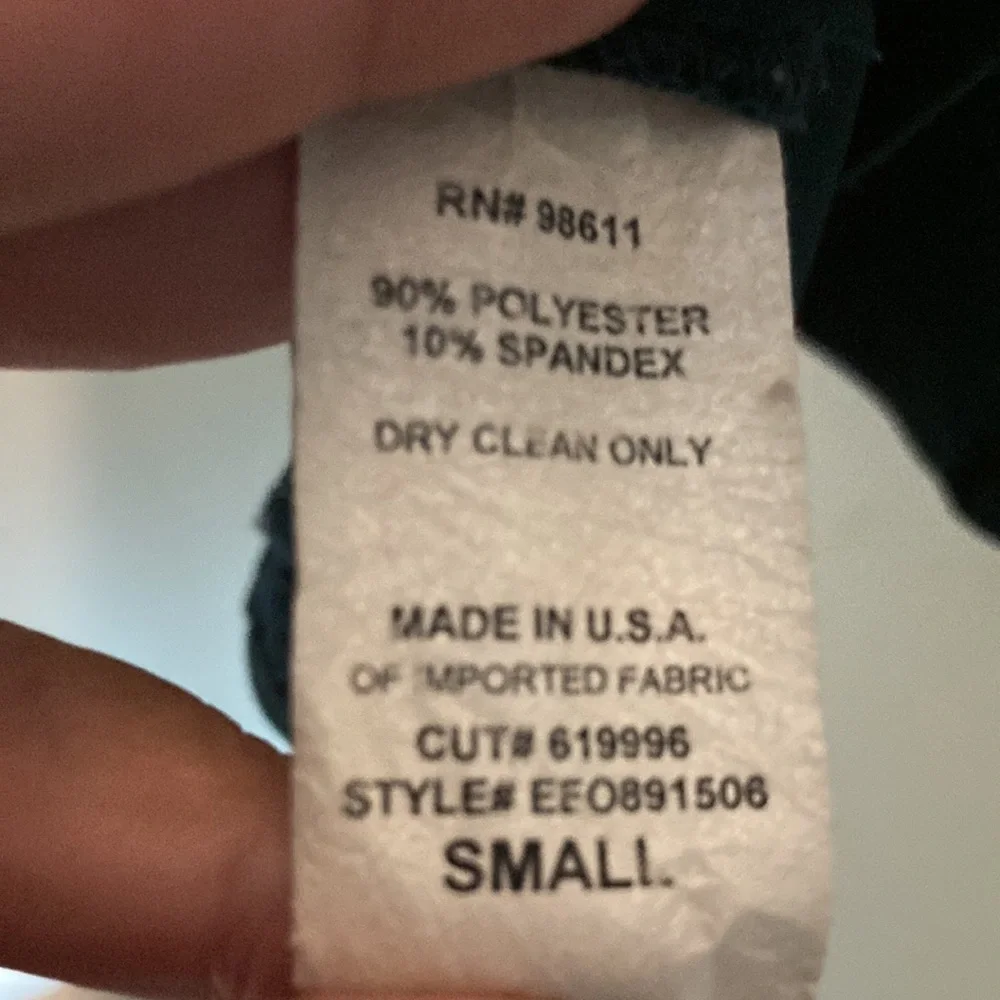 RN# 98611
90% POLYESTER
10% SPANDEX
DRY CLEAN ONLY
MADE IN U.S.A.
OF IMPORTED FABRIC
CUT# 619996
STYLE# EFO891506
SMALL